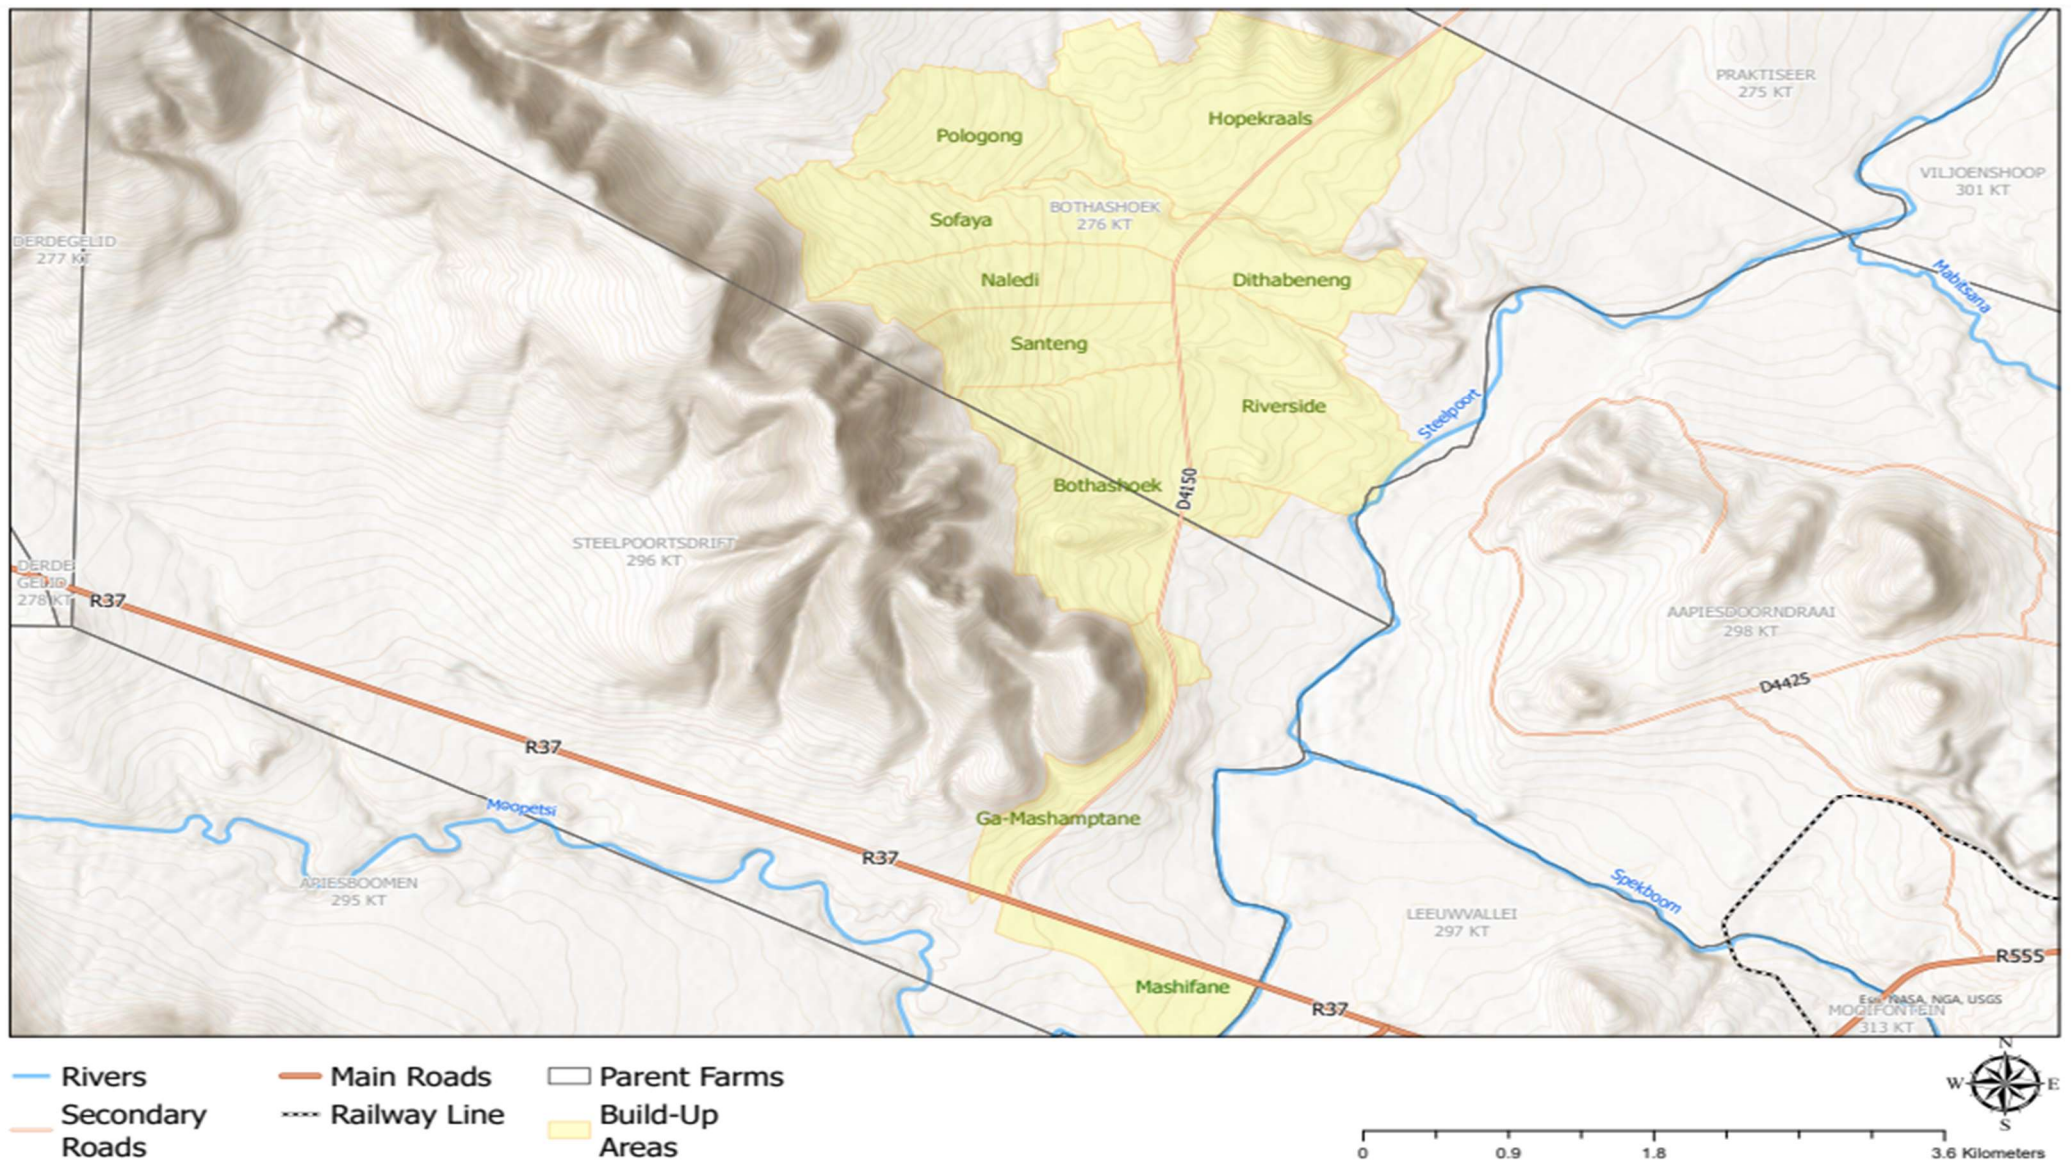 PRAKTISEER
275 KT
Hopekraals
Pologong
VILJOENSHOOP
301 KT
BOTHASHOEK
276 KT
Sofaya
DERDEGELID
277 KT
Naledi
Dithabeneng
Mabitsana
Santeng
Riverside
Steelpoort
Bothashoek
D4150
STEELPOORTSDRIFT
296 KT
DERDE
GELID
278 KT
R37
AAPIESDOORNDRAAI
298 KT
D4425
R37
Moopetsi
Ga-Mashamptane
R37
APIESBOOMEN
295 KT
Spekboom
LEEUWVALLEI
297 KT
R555
Mashifane
R37
Esri, NASA, NGA, USGS
MOOIFONTEIN
313 KT
Rivers
Main Roads
Parent Farms
Secondary
Roads
Railway Line
Build-Up
Areas
N
W
E
S
0 0.9 1.8 3.6 Kilometers